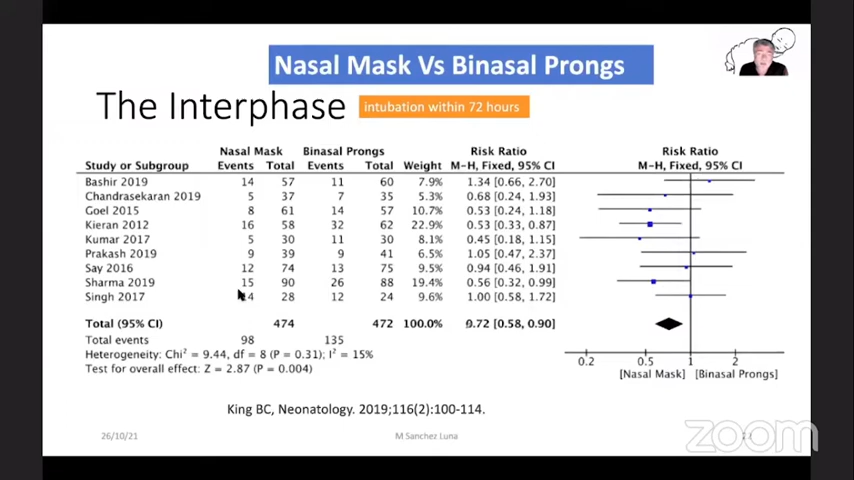 Nasal Mask Vs Binasal Prongs
The Interphase
intubation within 72 hours
Nasal Mask Binasal Prongs Risk Ratio Risk Ratio
Study or Subgroup Events Total Events Total Weight M-H, Fixed, 95% CI M-H, Fixed, 95% CI
Bashir 2019 14 57 11 60 7.9% 1.34 [0.66, 2.70]
Chandrasekaran 2019 5 37 7 35 5.3% 0.68 [0.24, 1.93]
Goel 2015 8 61 14 57 10.7% 0.53 [0.24, 1.18]
Kieran 2012 16 58 32 62 22.9% 0.53 [0.33, 0.87]
Kumar 2017 5 30 11 30 8.1% 0.45 [0.18, 1.15]
Prakash 2019 9 39 9 41 6.5% 1.05 [0.47, 2.37]
Say 2016 12 74 13 75 9.5% 0.94 [0.46, 1.91]
Sharma 2019 15 90 26 88 19.4% 0.56 [0.32, 0.99]
Singh 2017 14 28 12 24 9.6% 1.00 [0.58, 1.72]
Total (95% CI) 474 472 100.0% 0.72 [0.58, 0.90]
Total events 98 135
Heterogeneity: Chi² = 9.44, df = 8 (P = 0.31); I² = 15%
Test for overall effect: Z = 2.87 (P = 0.004)
0.2 0.5 1 2
[Nasal Mask] [Binasal Prongs]
King BC, Neonatology. 2019;116(2):100-114.
26/10/21 M Sanchez Luna
zoom